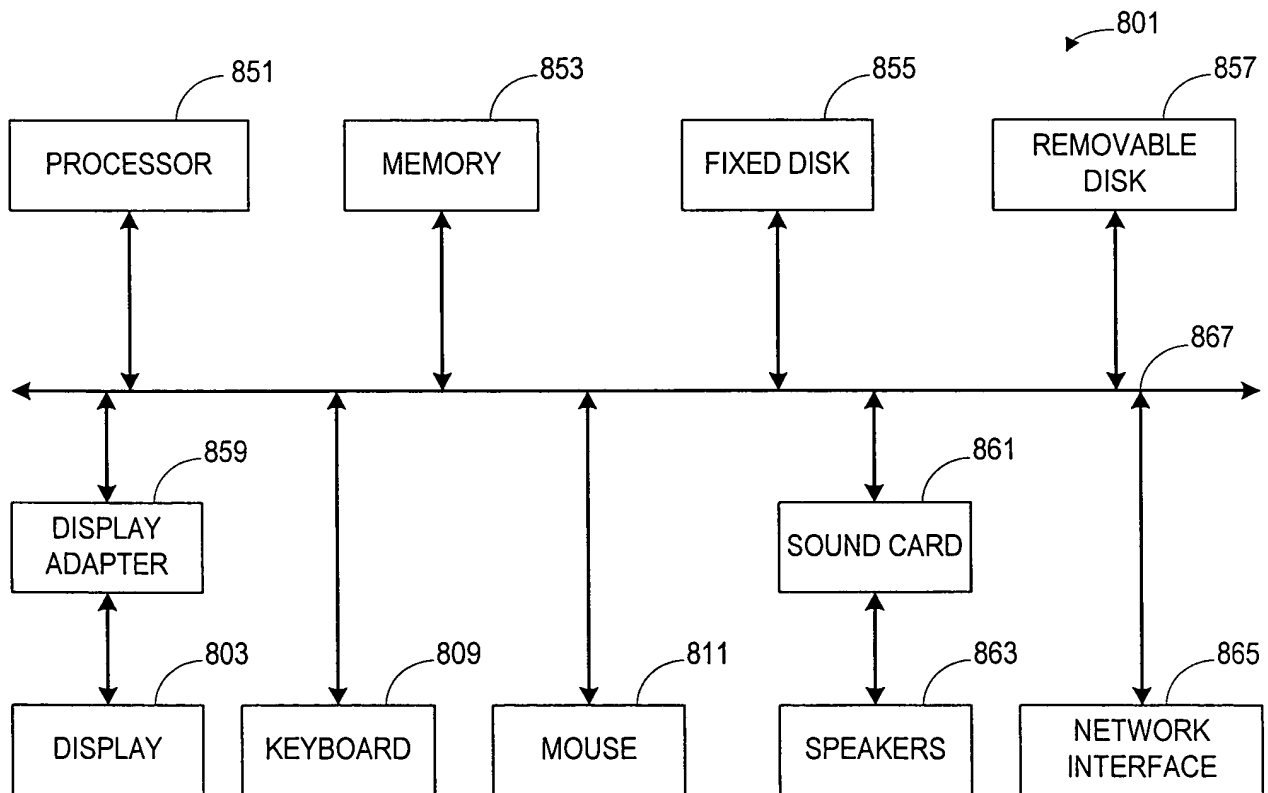 801
851
853
855
857
PROCESSOR
MEMORY
FIXED DISK
REMOVABLE
DISK
867
859
861
DISPLAY
ADAPTER
SOUND CARD
803
809
811
863
865
DISPLAY
KEYBOARD
MOUSE
SPEAKERS
NETWORK
INTERFACE